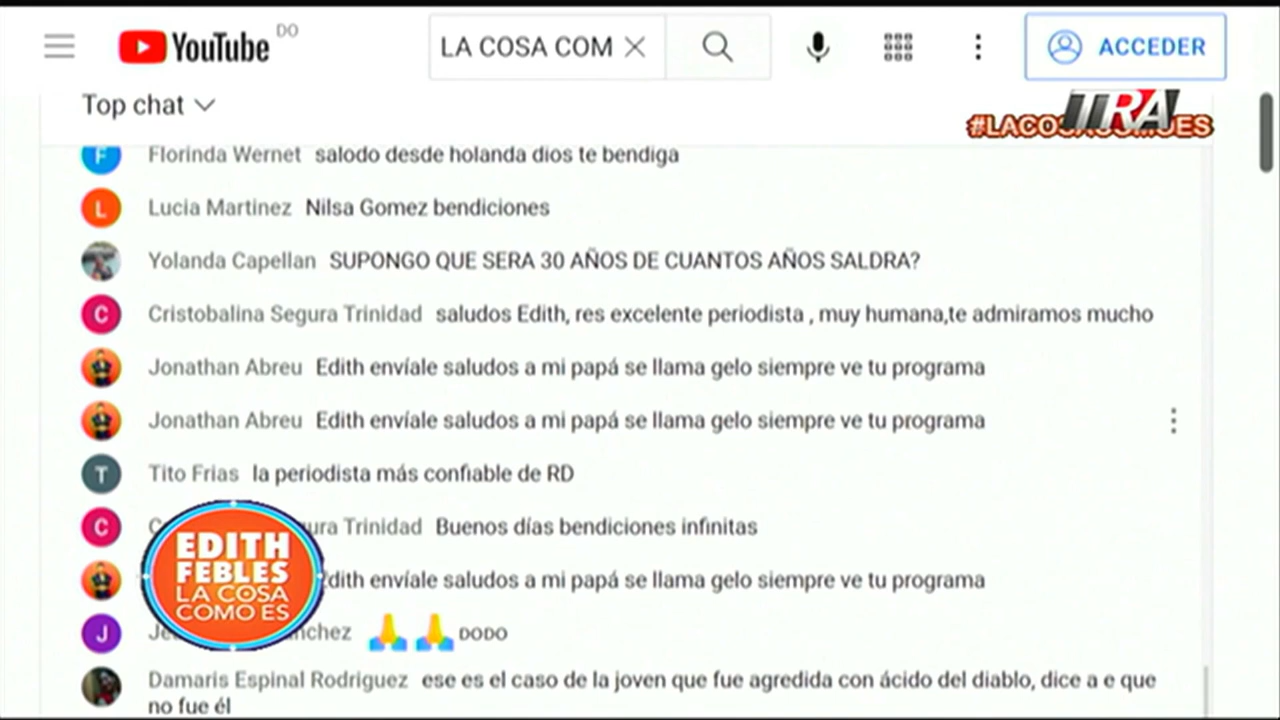 YouTube DO
LA COSA COM
ACCEDER
Top chat
TRA
F Florinda Wernet salodo desde holanda dios te bendiga
L Lucia Martinez Nilsa Gomez bendiciones
Yolanda Capellan SUPONGO QUE SERA 30 AÑOS DE CUANTOS AÑOS SALDRA?
C Cristobalina Segura Trinidad saludos Edith, res excelente periodista , muy humana,te admiramos mucho
Jonathan Abreu Edith envíale saludos a mi papá se llama gelo siempre ve tu programa
Jonathan Abreu Edith envíale saludos a mi papá se llama gelo siempre ve tu programa
T Tito Frias la periodista más confiable de RD
C Trinidad Buenos días bendiciones infinitas
envíale saludos a mi papá se llama gelo siempre ve tu programa
J DODO
EDITH
FEBLES
LA COSA
COMO ES
Damaris Espinal Rodriguez ese es el caso de la joven que fue agredida con ácido del diablo, dice a e que
no fue él